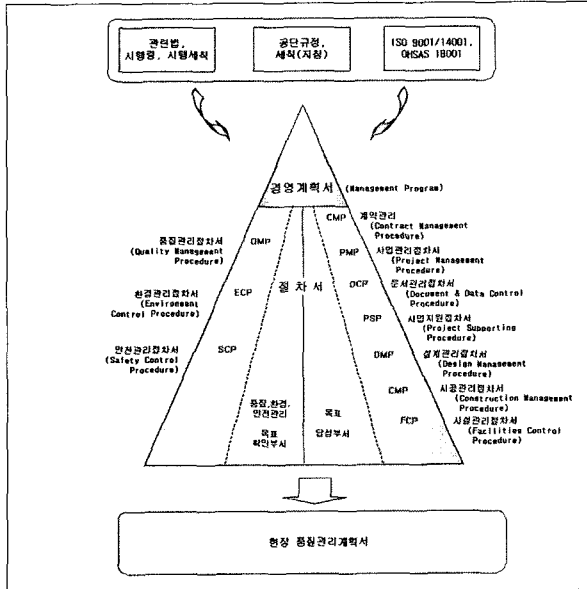 관련법,
시행령, 시행세칙
공단규정,
세칙(지침)
ISO 9001/14001,
OHSAS 18001
경영계획서 (Management Program)
품질관리절차서
(Quality Management
Procedure)
QMP
환경관리절차서
(Environment
Control Procedure)
ECP
안전관리절차서
(Safety Control
Procedure)
SCP
절차서
품질,환경,
안전관리
목표
목표
담당부서
CMP
계약관리
(Contract Management
Procedure)
PMP
사업관리절차서
(Project Management
Procedure)
DCP
문서관리절차서
(Document & Data Control
Procedure)
PSP
사업지원절차서
(Project Supporting
Procedure)
DMP
설계관리절차서
(Design Management
Procedure)
CMP
시공관리절차서
(Construction Management
Procedure)
FCP
시설관리절차서
(Facilities Control
Procedure)
현장 품질관리계획서